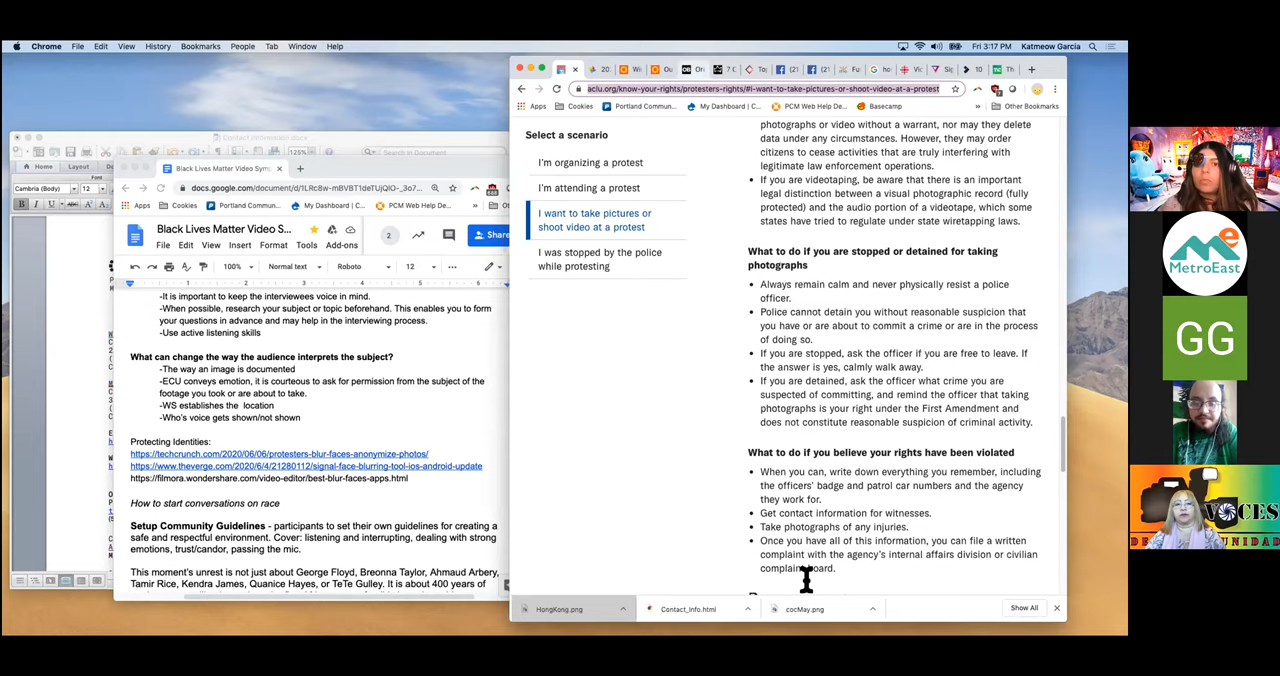 Chrome File Edit View History Bookmarks People Tab Window Help
Fri 3:17 PM Katmeow Garcia
125%
Search in Document
Home Layout
Font
Cambria (Body) 12
Black Lives Matter Video Sym
docs.google.com/document/d/1LRc8w-mBVBT1deTUjQIO-_3o7...
Apps Cookies Portland Commun... My Dashboard | C... PCM Web Help De...
Black Lives Matter Video S...
File Edit View Insert Format Tools Add-ons
2
Share
100% Normal text Roboto 12
-It is important to keep the interviewees voice in mind.
-When possible, research your subject or topic beforehand. This enables you to form
your questions in advance and may help in the interviewing process.
-Use active listening skills
What can change the way the audience interprets the subject?
-The way an image is documented
-ECU conveys emotion, it is courteous to ask for permission from the subject of the
footage you took or are about to take.
-WS establishes the location
-Who's voice gets shown/not shown
Protecting Identities:
https://techcrunch.com/2020/06/06/protesters-blur-faces-anonymize-photos/
https://www.theverge.com/2020/6/4/21280112/signal-face-blurring-tool-ios-android-update
https://filmora.wondershare.com/video-editor/best-blur-faces-apps.html
How to start conversations on race
Setup Community Guidelines - participants to set their own guidelines for creating a
safe and respectful environment. Cover: listening and interrupting, dealing with strong
emotions, trust/candor, passing the mic.
This moment's unrest is not just about George Floyd, Breonna Taylor, Ahmaud Arbery,
Tamir Rice, Kendra James, Quanice Hayes, or TeTe Gulley. It is about 400 years of
aclu.org/know-your-rights/protesters-rights/#i-want-to-take-pictures-or-shoot-video-at-a-protest
Apps Cookies Portland Commun... My Dashboard | C... PCM Web Help De... Basecamp Other Bookmarks
Select a scenario
I'm organizing a protest
I'm attending a protest
I want to take pictures or
shoot video at a protest
I was stopped by the police
while protesting
photographs or video without a warrant, nor may they delete
data under any circumstances. However, they may order
citizens to cease activities that are truly interfering with
legitimate law enforcement operations.
If you are videotaping, be aware that there is an important
legal distinction between a visual photographic record (fully
protected) and the audio portion of a videotape, which some
states have tried to regulate under state wiretapping laws.
What to do if you are stopped or detained for taking
photographs
Always remain calm and never physically resist a police
officer.
Police cannot detain you without reasonable suspicion that
you have or are about to commit a crime or are in the process
of doing so.
If you are stopped, ask the officer if you are free to leave. If
the answer is yes, calmly walk away.
If you are detained, ask the officer what crime you are
suspected of committing, and remind the officer that taking
photographs is your right under the First Amendment and
does not constitute reasonable suspicion of criminal activity.
What to do if you believe your rights have been violated
When you can, write down everything you remember, including
the officers' badge and patrol car numbers and the agency
they work for.
Get contact information for witnesses.
Take photographs of any injuries.
Once you have all of this information, you can file a written
complaint with the agency's internal affairs division or civilian
complaint board.
HongKong.png Contact_Info.html cocMay.png Show All
MetroEast
GG
VOCES